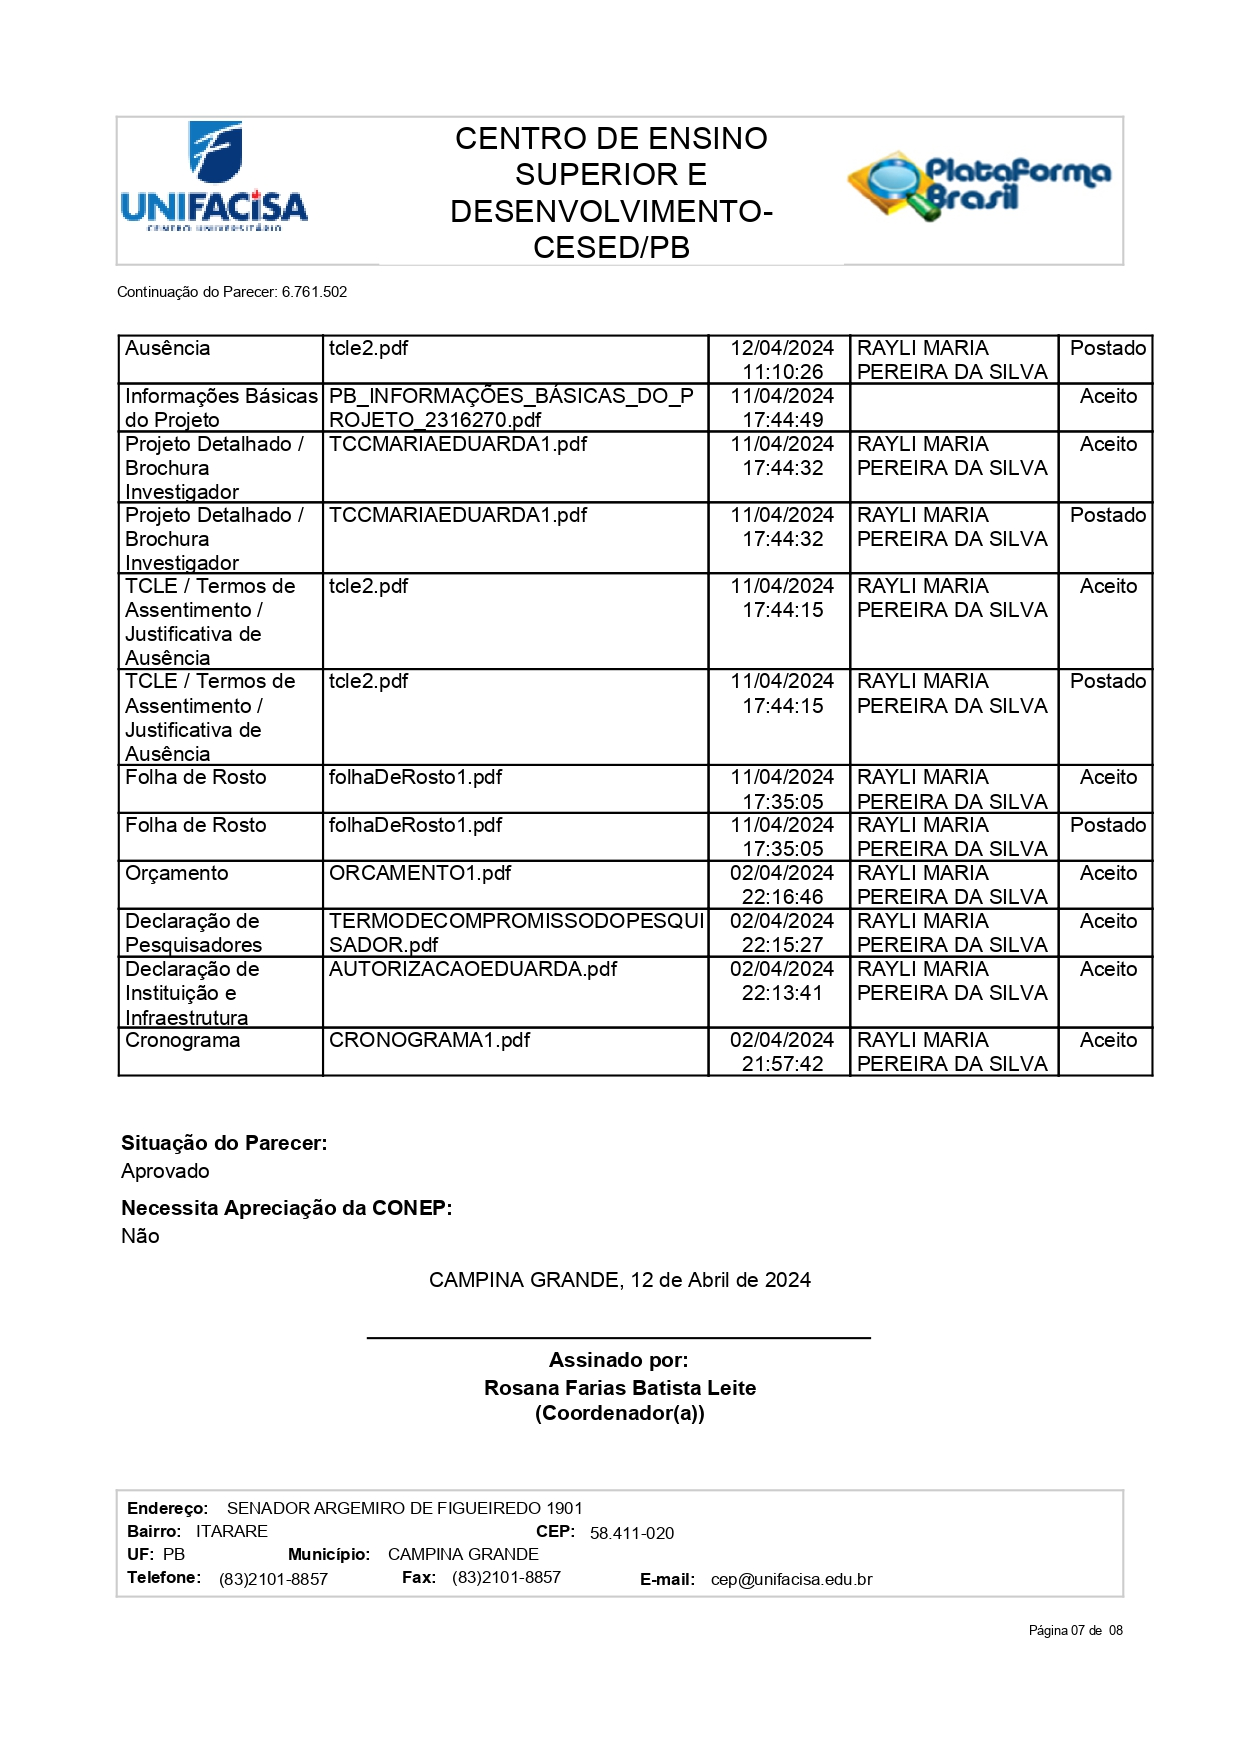 UNIFACISA
CENTRO UNIVERSITÁRIO
CENTRO DE ENSINO
SUPERIOR E
DESENVOLVIMENTO-
CESED/PB
Plataforma
Brasil
Continuação do Parecer: 6.761.502
Ausência tcle2.pdf 12/04/2024 RAYLI MARIA Postado
11:10:26 PEREIRA DA SILVA
Informações Básicas PB_INFORMAÇÕES_BÁSICAS_DO_P 11/04/2024 Aceito
do Projeto ROJETO_2316270.pdf 17:44:49
Projeto Detalhado / TCCMARIAEDUARDA1.pdf 11/04/2024 RAYLI MARIA Aceito
Brochura 17:44:32 PEREIRA DA SILVA
Investigador
Projeto Detalhado / TCCMARIAEDUARDA1.pdf 11/04/2024 RAYLI MARIA Postado
Brochura 17:44:32 PEREIRA DA SILVA
Investigador
TCLE / Termos de tcle2.pdf 11/04/2024 RAYLI MARIA Aceito
Assentimento / 17:44:15 PEREIRA DA SILVA
Justificativa de
Ausência
TCLE / Termos de tcle2.pdf 11/04/2024 RAYLI MARIA Postado
Assentimento / 17:44:15 PEREIRA DA SILVA
Justificativa de
Ausência
Folha de Rosto folhaDeRosto1.pdf 11/04/2024 RAYLI MARIA Aceito
17:35:05 PEREIRA DA SILVA
Folha de Rosto folhaDeRosto1.pdf 11/04/2024 RAYLI MARIA Postado
17:35:05 PEREIRA DA SILVA
Orçamento ORCAMENTO1.pdf 02/04/2024 RAYLI MARIA Aceito
22:16:46 PEREIRA DA SILVA
Declaração de TERMODECOMPROMISSODOPESQUI 02/04/2024 RAYLI MARIA Aceito
Pesquisadores SADOR.pdf 22:15:27 PEREIRA DA SILVA
Declaração de AUTORIZACAOEDUARDA.pdf 02/04/2024 RAYLI MARIA Aceito
Instituição e 22:13:41 PEREIRA DA SILVA
Infraestrutura
Cronograma CRONOGRAMA1.pdf 02/04/2024 RAYLI MARIA Aceito
21:57:42 PEREIRA DA SILVA
Situação do Parecer:
Aprovado
Necessita Apreciação da CONEP:
Não
CAMPINA GRANDE, 12 de Abril de 2024
Assinado por:
Rosana Farias Batista Leite
(Coordenador(a))
Endereço: SENADOR ARGEMIRO DE FIGUEIREDO 1901
Bairro: ITARARE CEP: 58.411-020
UF: PB Município: CAMPINA GRANDE
Telefone: (83)2101-8857 Fax: (83)2101-8857 E-mail: cep@unifacisa.edu.br
Página 07 de 08